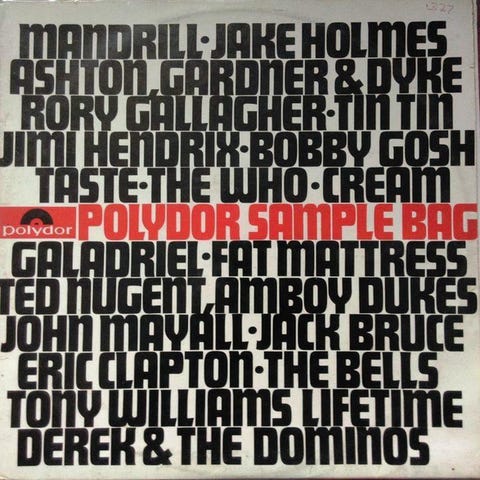 MANDRILL·JAKE HOLMES
ASHTON, GARDNER & DYKE
RORY GALLAGHER·TIN TIN
JIMI HENDRIX·BOBBY GOSH
TASTE·THE WHO·CREAM
polydor POLYDOR SAMPLE BAG
GALADRIEL·FAT MATTRESS
TED NUGENT, AMBOY DUKES
JOHN MAYALL·JACK BRUCE
ERIC CLAPTON·THE BELLS
TONY WILLIAMS LIFETIME
DEREK & THE DOMINOS